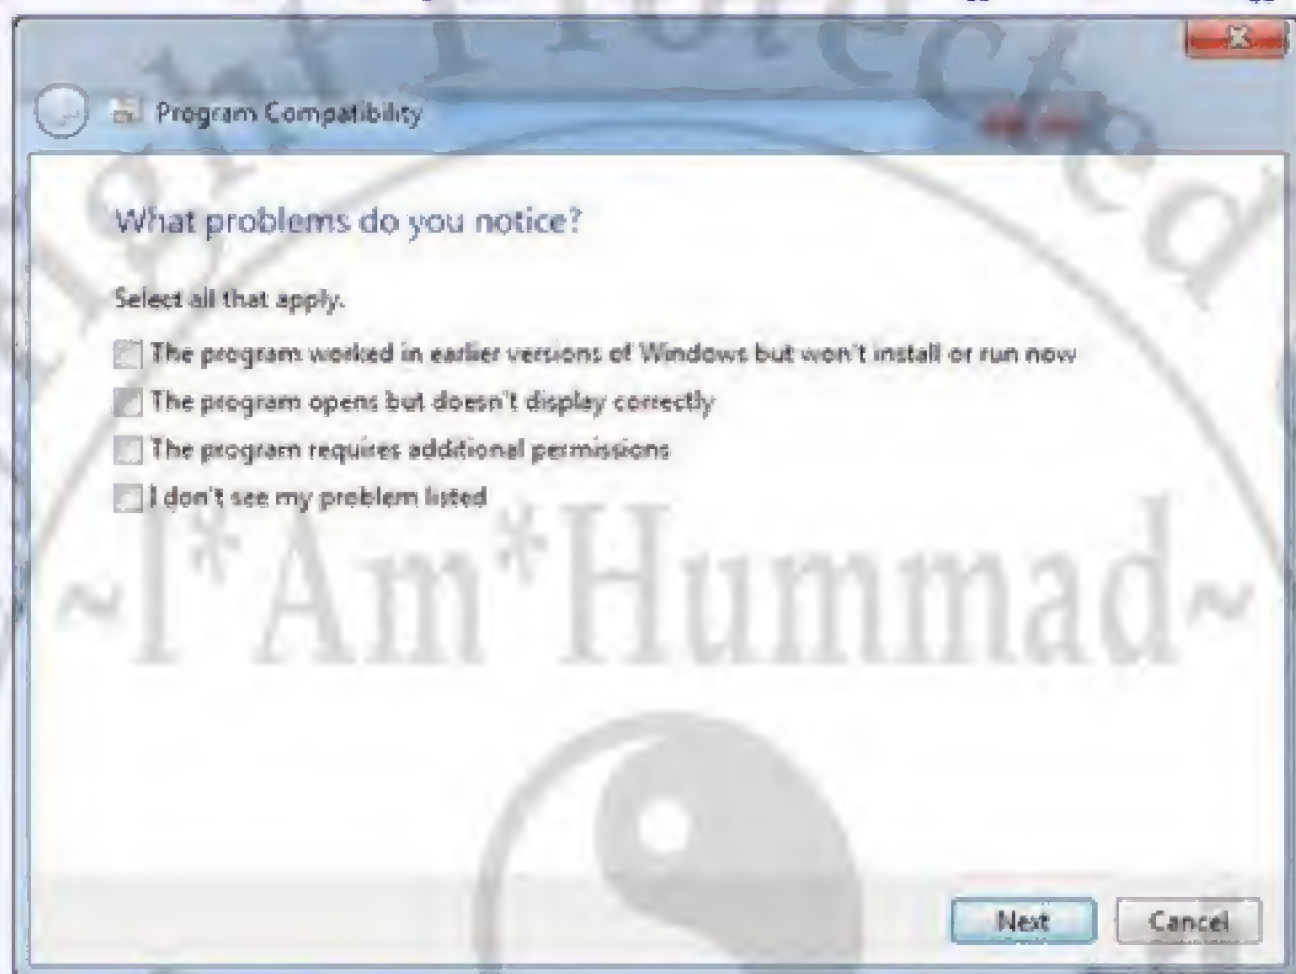 Program Compatibility
What problems do you notice?
Select all that apply.
The program worked in earlier versions of Windows but won't install or run now
The program opens but doesn't display correctly
The program requires additional permissions
I don't see my problem listed
~I*Am*Hummad~
Next
Cancel